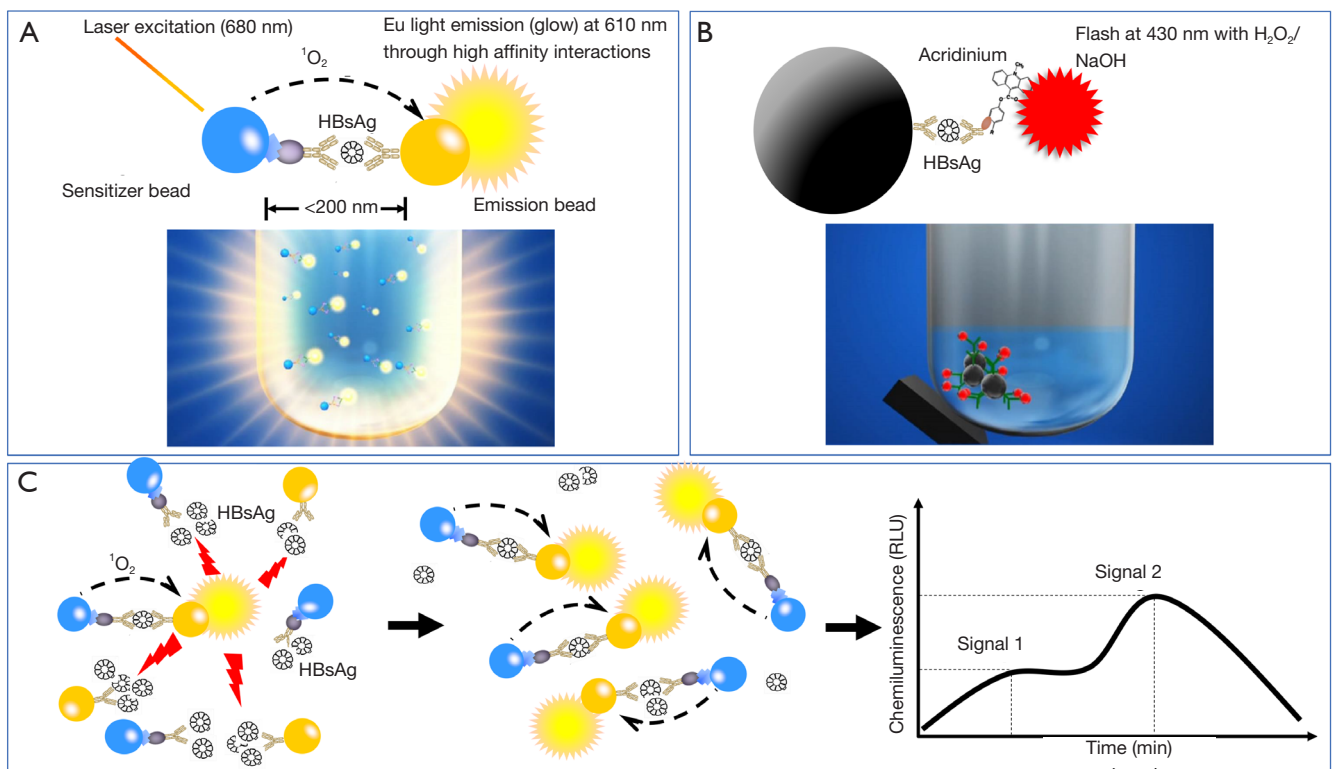 A
Laser excitation (680 nm)
Eu light emission (glow) at 610 nm
through high affinity interactions
¹O₂
HBsAg
Sensitizer bead
<200 nm
Emission bead
B
Acridinium
Flash at 430 nm with H₂O₂/
NaOH
CH₃
HBsAg
C
HBsAg
¹O₂
HBsAg
Chemiluminescence (RLU)
Signal 1
Signal 2
Time (min)